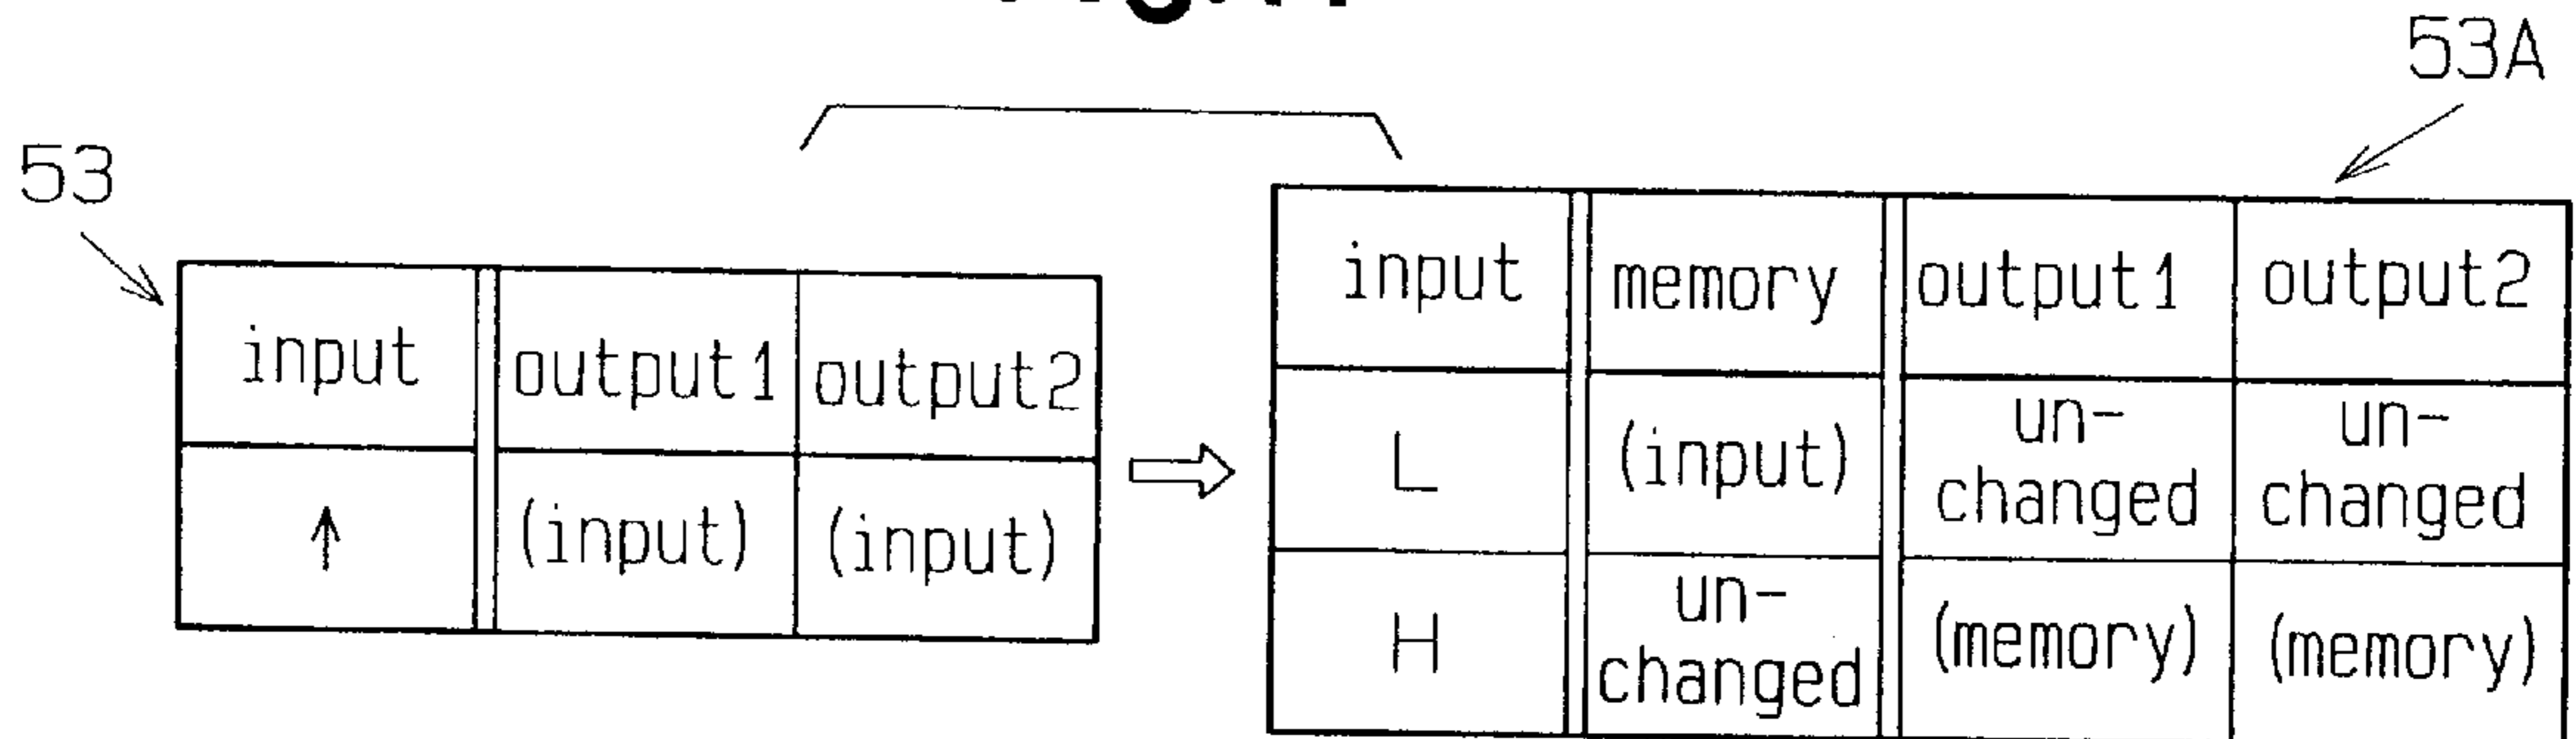 53A
53
input output1 output2
↑ (input) (input)
input memory output1 output2
L (input) un-changed un-changed
H un-changed (memory) (memory)